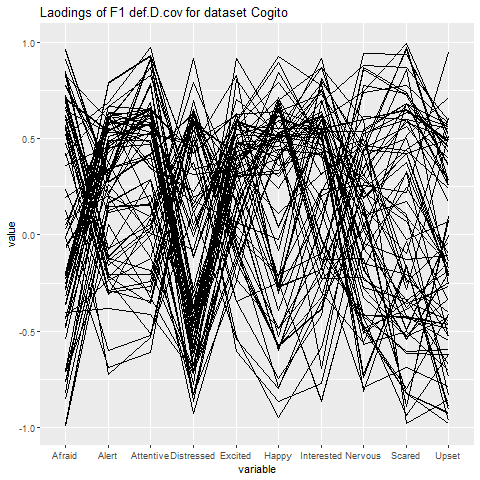 Laodings of F1 def.D.cov for dataset Cogito
value
1.0
0.5
0.0
-0.5
-1.0
Afraid Alert Attentive Distressed Excited Happy Interested Nervous Scared Upset
variable